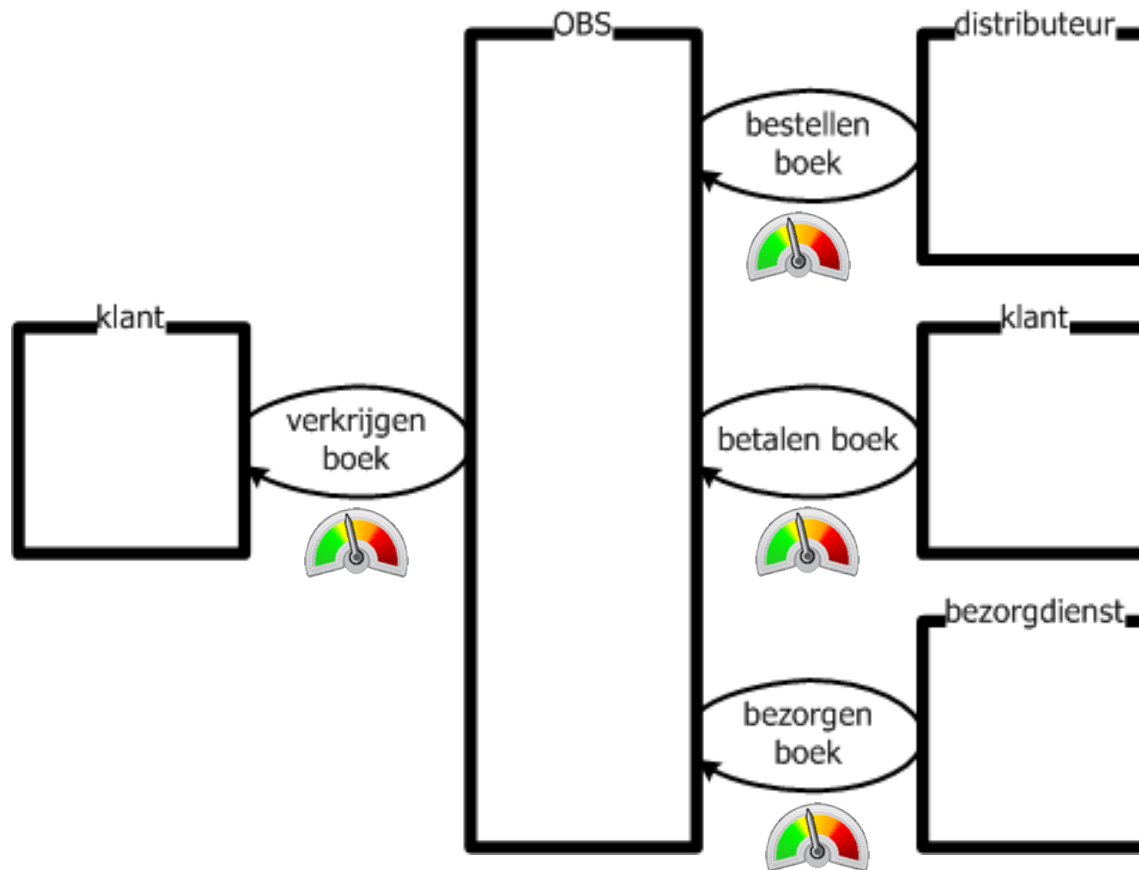 OBS
distributeur
bestellen
boek
klant
klant
verkrijgen
boek
betalen boek
bezorgdienst
bezorgen
boek